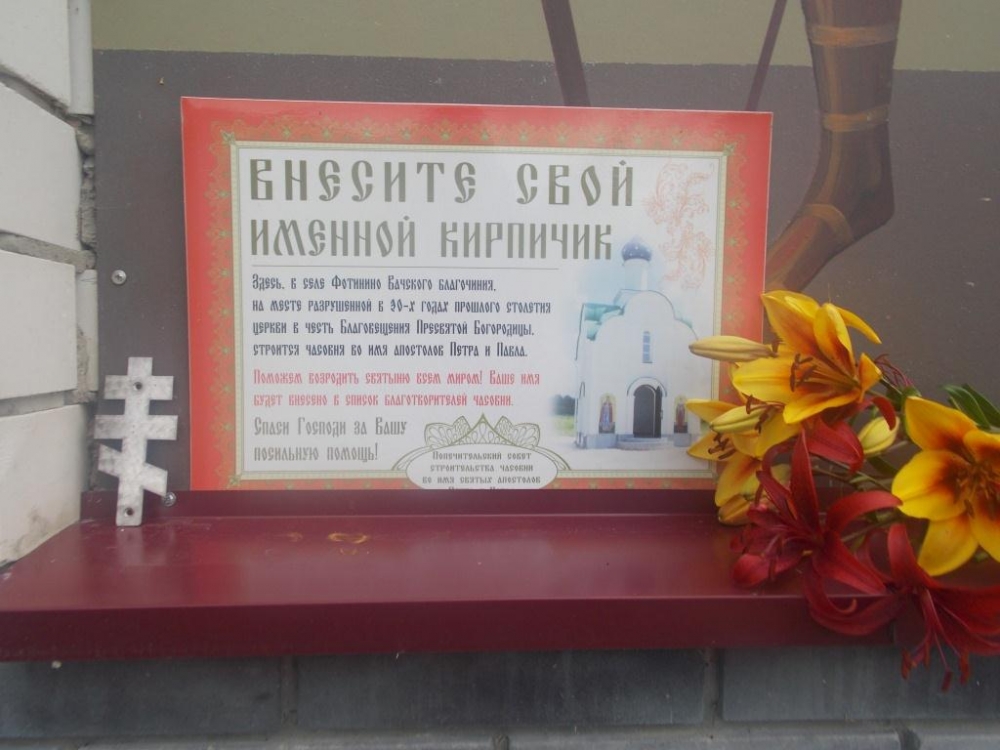 ВНЕСИТЕ СВОЙ
ИМЕННОЙ КИРПИЧИК
Здесь, в селе Фотинино Вачского благочиния,
на месте разрушенной в 30-х годах прошлого столетия
церкви в честь Благовещения Пресвятой Богородицы,
строится часовня во имя апостолов Петра и Павла.
Поможем возродить святыню всем миром! Ваше имя
будет внесено в список благотворителей часовни.
Спаси Господи за Вашу
посильную помощь!
Попечительский совет
строительства часовни
во имя святых апостолов